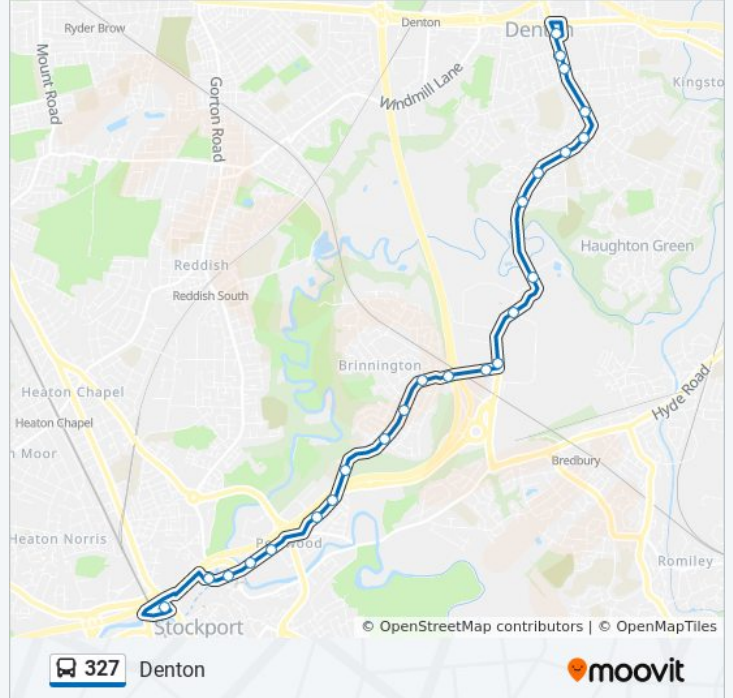 Ryder Brow
Denton
Denton
Mount Road
Gorton Road
Windmill Lane
Kingsto
Haughton Green
Reddish
Reddish South
Brinnington
Heaton Chapel
Heaton Chapel
n Moor
Hyde Road
Bredbury
Heaton Norris
Romiley
Stockport
© OpenStreetMap contributors | © OpenMapTiles
327 Denton
moovit